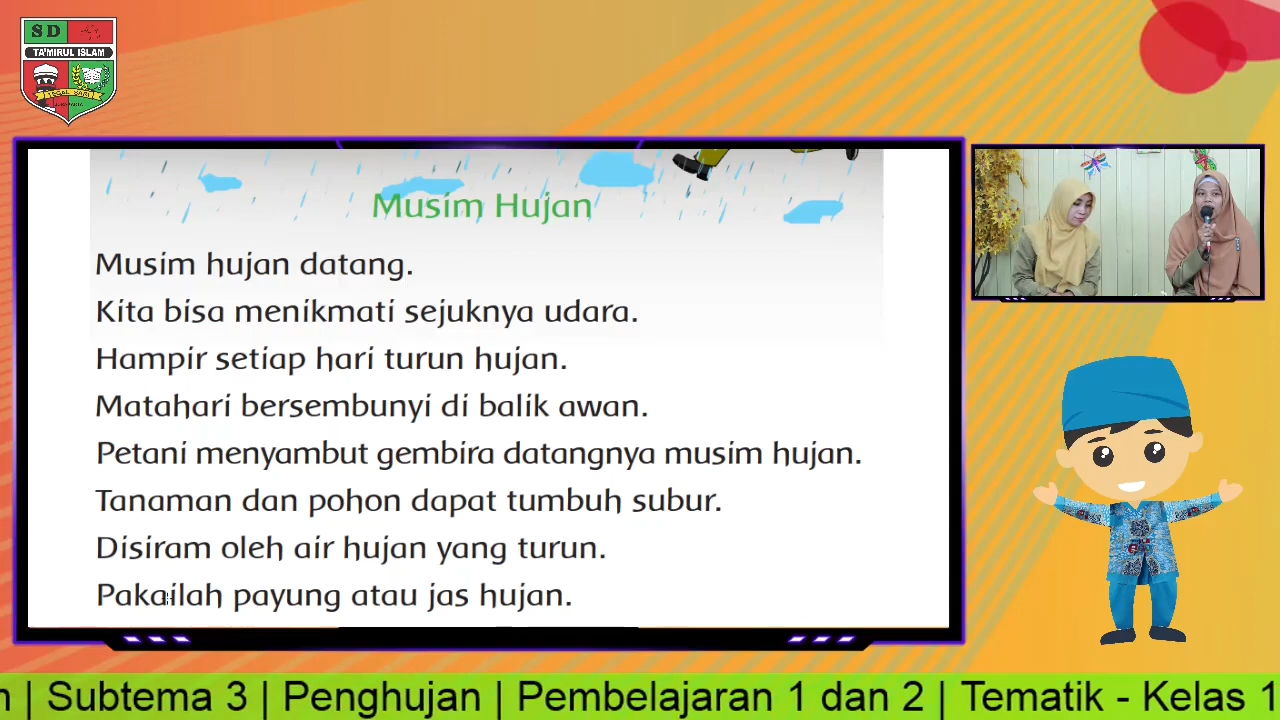 SD
TA'MIRUL ISLAM
TEGAL SARI
SURAKARTA
Musim Hujan
Musim hujan datang.
Kita bisa menikmati sejuknya udara.
Hampir setiap hari turun hujan.
Matahari bersembunyi di balik awan.
Petani menyambut gembira datangnya musim hujan.
Tanaman dan pohon dapat tumbuh subur.
Disiram oleh air hujan yang turun.
Pakailah payung atau jas hujan.
| Subtema 3 | Penghujan | Pembelajaran 1 dan 2 | Tematik - Kelas 1